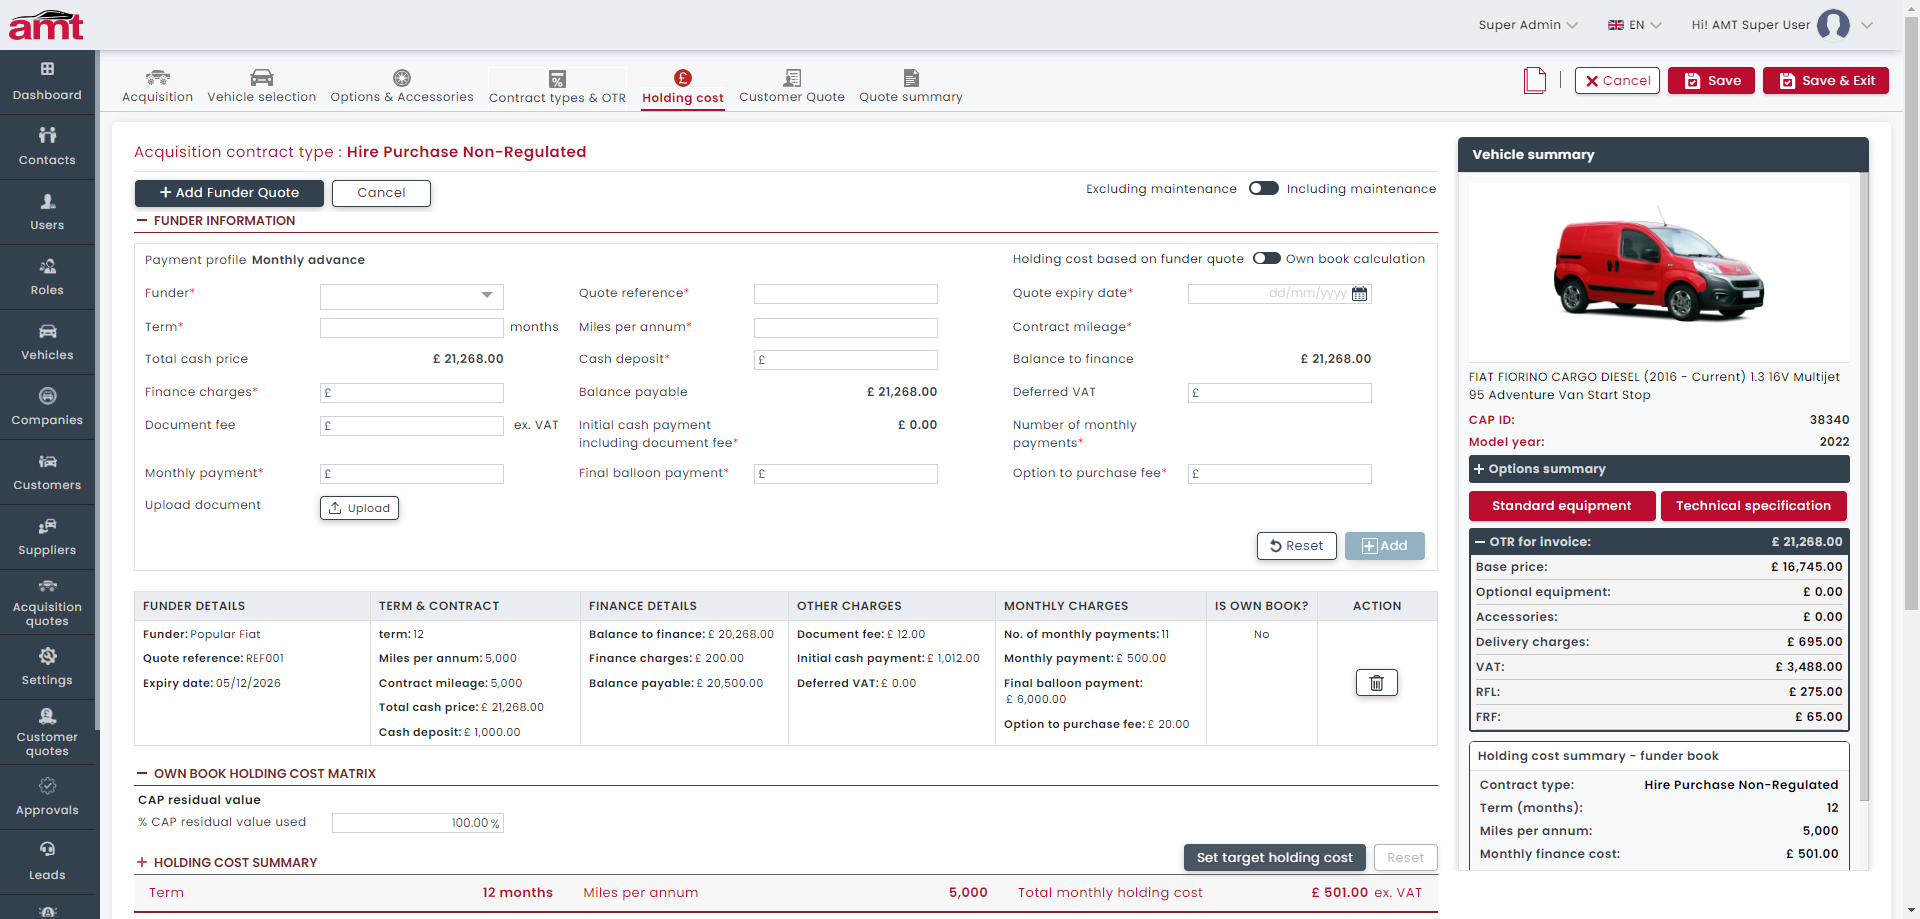 amt
Super Admin
EN
Hi! AMT Super User
Dashboard
Contacts
Users
Roles
Vehicles
Companies
Customers
Suppliers
Acquisition
quotes
Settings
Customer
quotes
Approvals
Leads
Acquisition
Vehicle selection
Options & Accessories
Contract types & OTR
Holding cost
Customer Quote
Quote summary
Cancel
Save
Save & Exit
Acquisition contract type : Hire Purchase Non-Regulated
+ Add Funder Quote
Cancel
Excluding maintenance
Including maintenance
FUNDER INFORMATION
Payment profile Monthly advance
Holding cost based on funder quote
Own book calculation
Funder*
Quote reference*
Quote expiry date*
dd/mm/yyyy
Term*
months
Miles per annum*
Contract mileage*
Total cash price
£ 21,268.00
Cash deposit*
£
Balance to finance
£ 21,268.00
Finance charges*
£
Balance payable
£ 21,268.00
Deferred VAT
£
Document fee
£
ex. VAT
Initial cash payment
including document fee*
£ 0.00
Number of monthly
payments*
Monthly payment*
£
Final balloon payment*
£
Option to purchase fee*
£
Upload document
Upload
Reset
Add
FUNDER DETAILS
TERM & CONTRACT
FINANCE DETAILS
OTHER CHARGES
MONTHLY CHARGES
IS OWN BOOK?
ACTION
Funder: Popular Fiat
Quote reference: REF001
Expiry date: 05/12/2026
term: 12
Miles per annum: 5,000
Contract mileage: 5,000
Total cash price: £ 21,268.00
Cash deposit: £ 1,000.00
Balance to finance: £ 20,268.00
Finance charges: £ 200.00
Balance payable: £ 20,500.00
Document fee: £ 12.00
Initial cash payment: £ 1,012.00
Deferred VAT: £ 0.00
No. of monthly payments: 11
Monthly payment: £ 500.00
Final balloon payment:
£ 6,000.00
Option to purchase fee: £ 20.00
No
OWN BOOK HOLDING COST MATRIX
CAP residual value
% CAP residual value used
100.00 %
HOLDING COST SUMMARY
Set target holding cost
Reset
Term
12 months
Miles per annum
5,000
Total monthly holding cost
£ 501.00 ex. VAT
Vehicle summary
FIAT FIORINO CARGO DIESEL (2016 - Current) 1.3 16V Multijet
95 Adventure Van Start Stop
CAP ID:
38340
Model year:
2022
Options summary
Standard equipment
Technical specification
OTR for invoice:
£ 21,268.00
Base price:
£ 16,745.00
Optional equipment:
£ 0.00
Accessories:
£ 0.00
Delivery charges:
£ 695.00
VAT:
£ 3,488.00
RFL:
£ 275.00
FRF:
£ 65.00
Holding cost summary - funder book
Contract type:
Hire Purchase Non-Regulated
Term (months):
12
Miles per annum:
5,000
Monthly finance cost:
£ 501.00